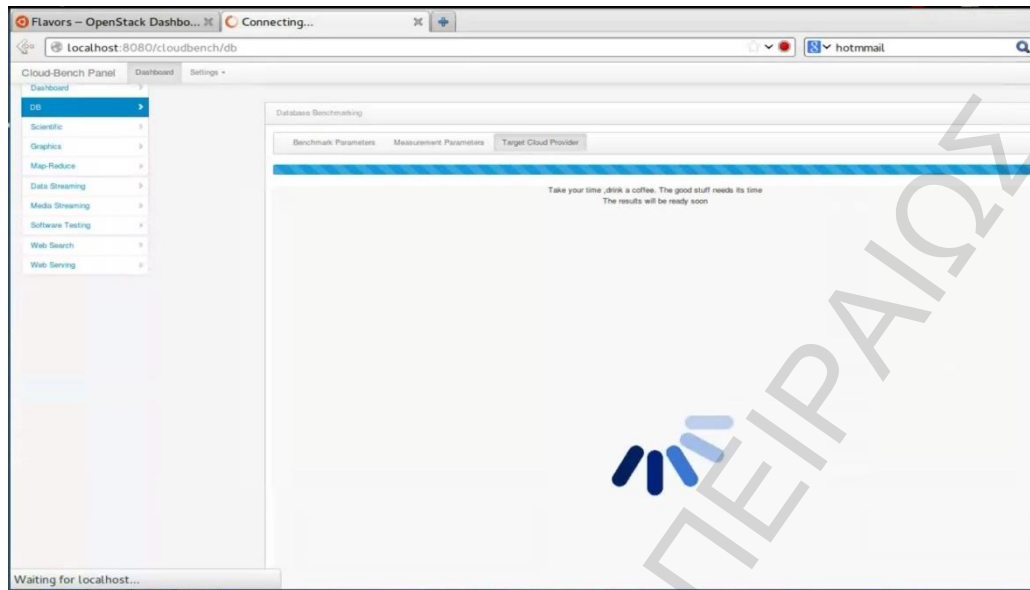 Flavors – OpenStack Dashbo...
Connecting...
localhost:8080/cloudbench/db
hotmmail
Cloud-Bench Panel
Dashboard
Settings
Dashboard
DB
Scientific
Graphics
Map-Reduce
Data Streaming
Media Streaming
Software Testing
Web Search
Web Serving
Database Benchmarking
Benchmark Parameters
Measurement Parameters
Target Cloud Provider
Take your time ,drink a coffee. The good stuff needs its time
The results will be ready soon
Waiting for localhost...
ΠΕΙΡΑΙΩΣ